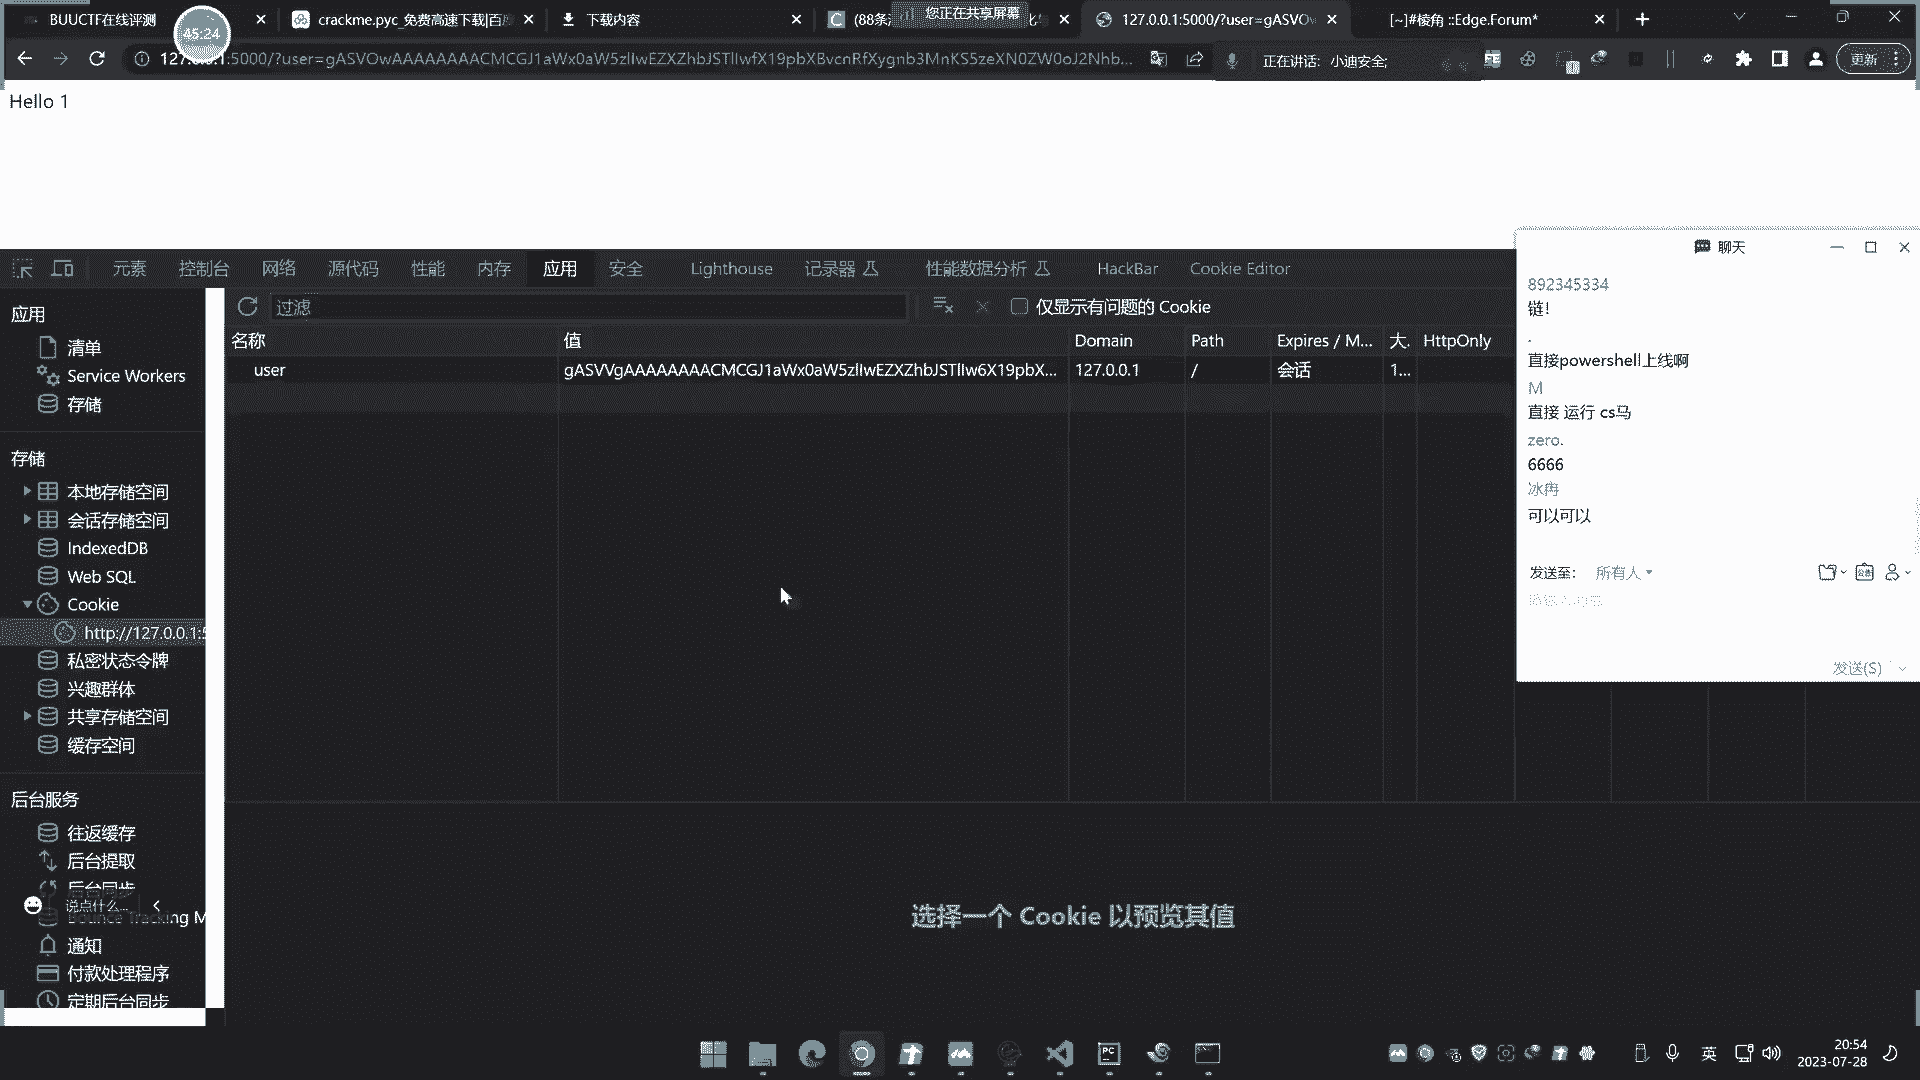 BUUCTF在线评测
45:24
crackme.pyc_免费高速下载|百
下载内容
您正在共享屏幕
127.0.0.1:5000/?user=gASVO
[~]#棱角 ::Edge.Forum*
正在讲话: 小迪安全;
更新
Hello 1
元素
控制台
网络
源代码
性能
内存
应用
安全
Lighthouse
记录器
性能数据分析
HackBar
Cookie Editor
应用
清单
Service Workers
存储
存储
本地存储空间
会话存储空间
IndexedDB
Web SQL
Cookie
http://127.0.0.1:5
私密状态令牌
兴趣群体
共享存储空间
缓存空间
后台服务
往返缓存
后台提取
后台同步
说点什么...
Bounce Tracking M
通知
付款处理程序
定期后台同步
过滤
仅显示有问题的 Cookie
名称
值
Domain
Path
Expires / M...
大.
HttpOnly
user
127.0.0.1
/
会话
1...
选择一个 Cookie 以预览其值
聊天
892345334
链!
.
直接powershell上线啊
M
直接 运行 cs马
zero.
6666
冰冉
可以可以
发送至:
所有人
发送(S)
英
20:54
2023-07-28